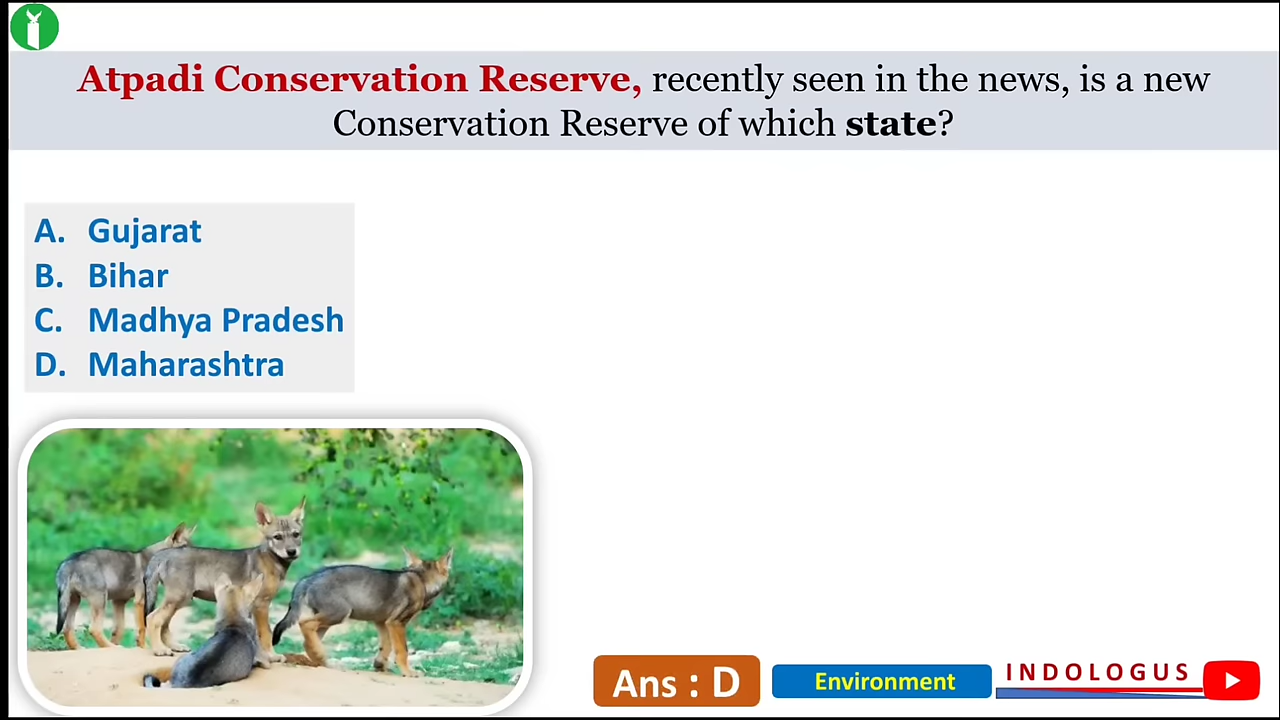 Atpadi Conservation Reserve, recently seen in the news, is a new
Conservation Reserve of which state?
A. Gujarat
B. Bihar
C. Madhya Pradesh
D. Maharashtra
Ans : D
Environment
INDOLOGUS